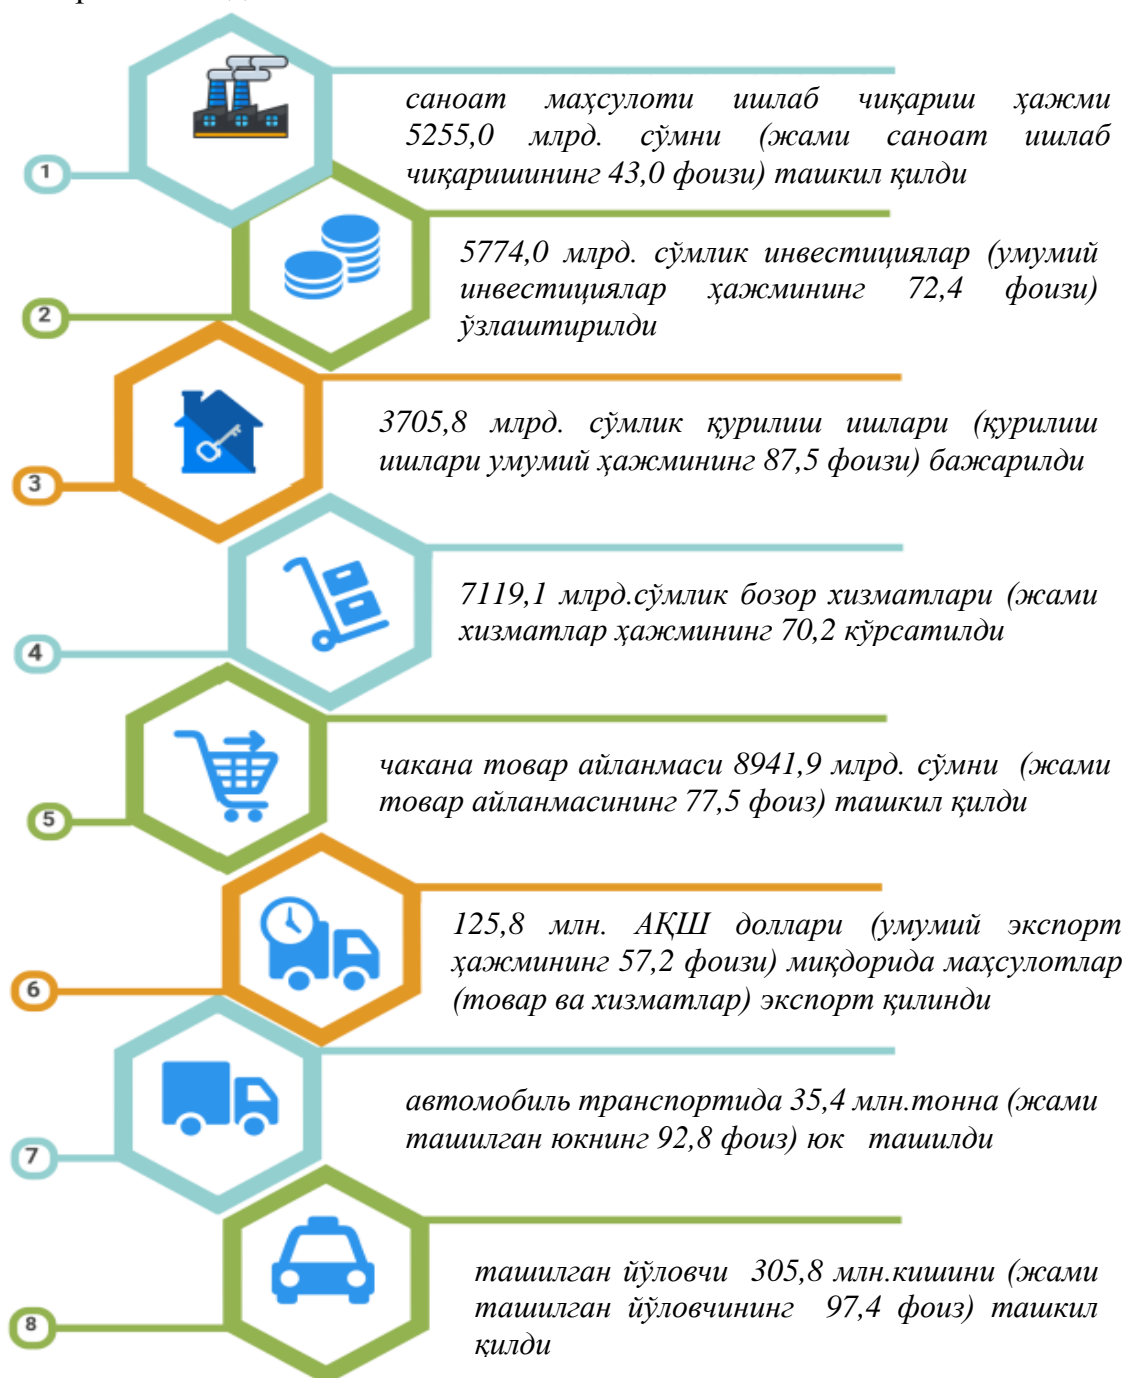 саноат маҳсулоти ишлаб чиқариш ҳажми
5255,0 млрд. сўмни (жами саноат ишлаб
чиқаришининг 43,0 фоизи) ташкил қилди
1
5774,0 млрд. сўмлик инвестициялар (умумий
инвестициялар ҳажмининг 72,4 фоизи)
ўзлаштирилди
2
3705,8 млрд. сўмлик қурилиш ишлари (қурилиш
ишлари умумий ҳажмининг 87,5 фоизи) бажарилди
3
7119,1 млрд.сўмлик бозор хизматлари (жами
хизматлар ҳажмининг 70,2 кўрсатилди
4
чакана товар айланмаси 8941,9 млрд. сўмни (жами
товар айланмасининг 77,5 фоиз) ташкил қилди
5
125,8 млн. АҚШ доллари (умумий экспорт
ҳажмининг 57,2 фоизи) миқдорида маҳсулотлар
(товар ва хизматлар) экспорт қилинди
6
автомобиль транспортида 35,4 млн.тонна (жами
ташилган юкнинг 92,8 фоиз) юк ташилди
7
ташилган йўловчи 305,8 млн.кишини (жами
ташилган йўловчининг 97,4 фоиз) ташкил
қилди
8